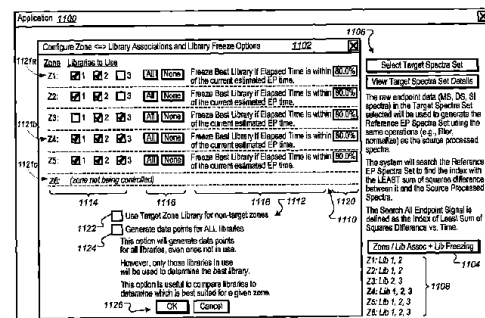 Application 1100
1106
Configure Zone <=> Library Associations and Library Freeze Options 1102
Select Target Spectra Set
View Target Spectra Set Details
The raw endpoint data (MS, DS, SI spectra) in the Target Spectra Set selected will be used to generate the Reference EP Spectra Set using the same operations (e.g., filter, normalize) as the source processed spectra.
The system will search the Reference EP Spectra Set to find the index with the LEAST sum of squares difference between it and the Source Processed Spectra.
The Search All Endpoint Signal is defined as the Index of Least Sum of Squares Difference vs. Time.
Zone / Lib Assoc + Lib Freezing
1104
Z1: Lib 1, 2
Z2: Lib 1, 2
Z3: Lib 2, 3
Z4: Lib 1, 2, 3
Z5: Lib 1, 2, 3
Z6: Lib 1, 2, 3
1108
Zone Libraries to Use
1121a
Z1: 1 2 3 All None Freeze Best Library if Elapsed Time is within 80.0% of the current estimated EP time.
Z2: 1 2 3 All None Freeze Best Library if Elapsed Time is within 80.0% of the current estimated EP time.
1121b
Z3: 1 2 3 All None Freeze Best Library if Elapsed Time is within 80.0% of the current estimated EP time.
Z4: 1 2 3 All None Freeze Best Library if Elapsed Time is within 80.0% of the current estimated EP time.
Z5: 1 2 3 All None Freeze Best Library if Elapsed Time is within 80.0% of the current estimated EP time.
Z6: (zone not being controlled)
1114 1116 1118 1112 1120
1110
1122
Use Target Zone Library for non-target zones
1124
Generate data points for ALL libraries
This option will generate data points
for all libraries, even ones not in use.
However, only those libraries in use
will be used to determine the best library.
This option is useful to compare libraries to
determine which is best suited for a given zone.
1126
OK Cancel